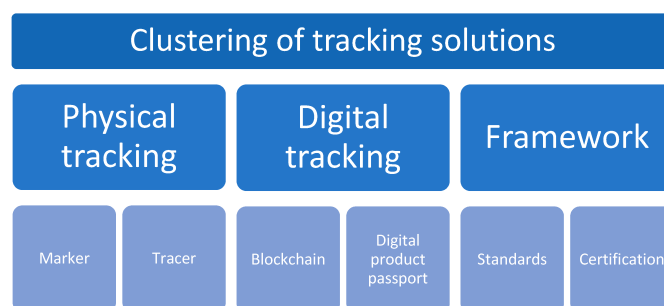 Clustering of tracking solutions
Physical
tracking
Digital
tracking
Framework
Marker
Tracer
Blockchain
Digital
product
passport
Standards
Certification